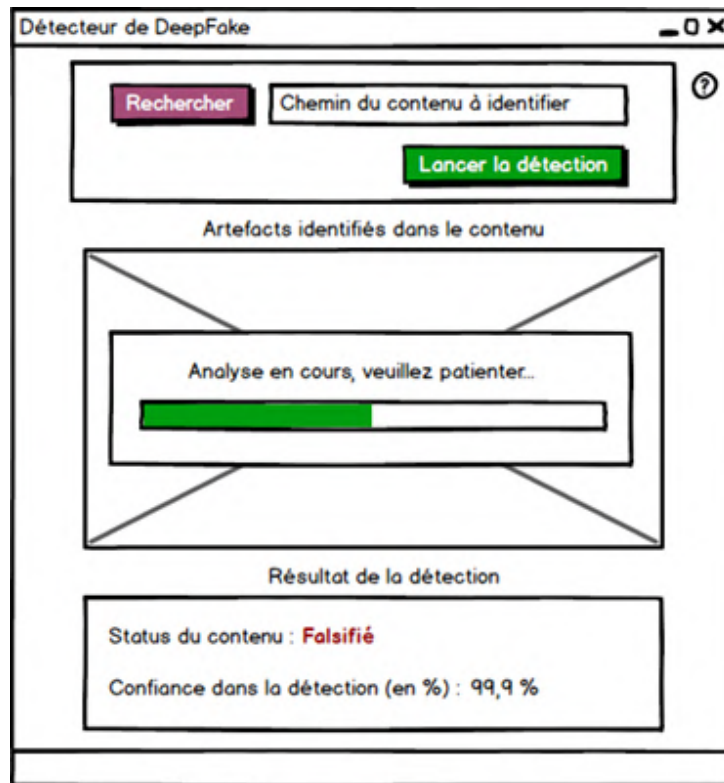 Détecteur de DeepFake
Rechercher
Chemin du contenu à identifier
?
Lancer la détection
Artefacts identifiés dans le contenu
Analyse en cours, veuillez patienter...
Résultat de la détection
Status du contenu : Falsifié
Confiance dans la détection (en %) : 99,9 %